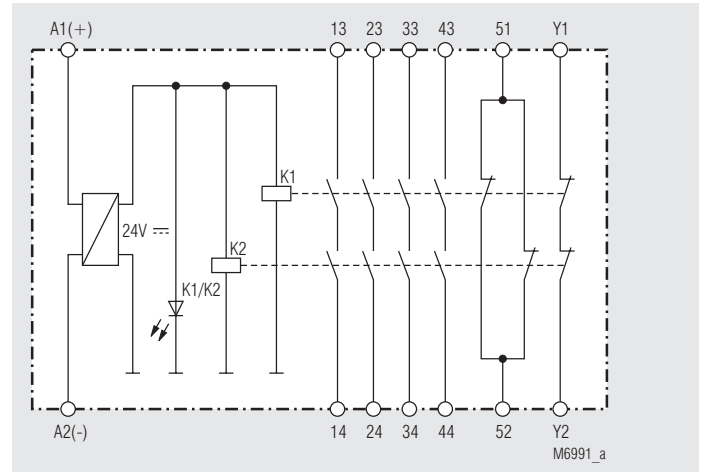 A1(+) 13 23 33 43 51 Y1
K1
24V
K2
K1/K2
A2(-) 14 24 34 44 52 Y2
M6991_a